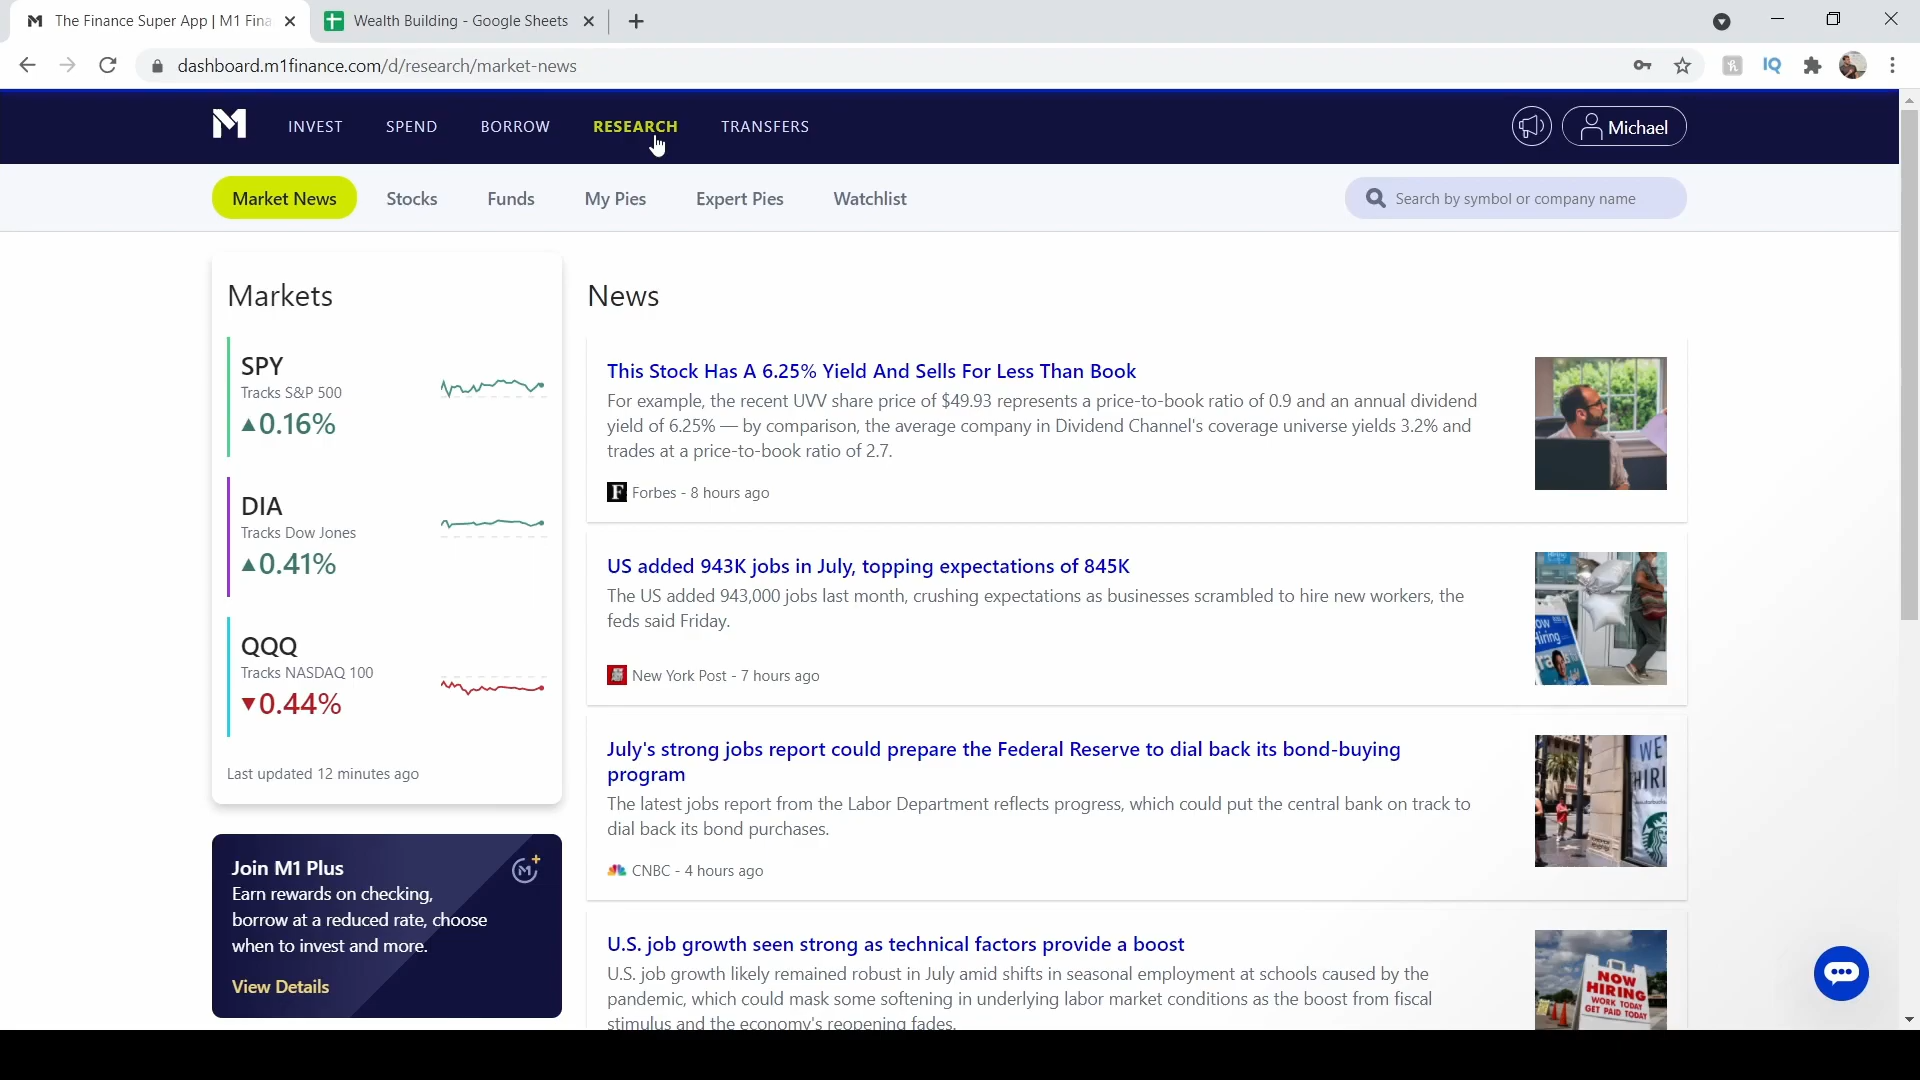 The Finance Super App | M1 Fina
Wealth Building - Google Sheets
dashboard.m1finance.com/d/research/market-news
IQ
M
INVEST SPEND BORROW RESEARCH TRANSFERS
Michael
Market News Stocks Funds My Pies Expert Pies Watchlist
Search by symbol or company name
Markets
SPY
Tracks S&P 500
▲0.16%
DIA
Tracks Dow Jones
▲0.41%
QQQ
Tracks NASDAQ 100
▼0.44%
Last updated 12 minutes ago
Join M1 Plus
Earn rewards on checking,
borrow at a reduced rate, choose
when to invest and more.
View Details
News
This Stock Has A 6.25% Yield And Sells For Less Than Book
For example, the recent UVV share price of $49.93 represents a price-to-book ratio of 0.9 and an annual dividend
yield of 6.25% — by comparison, the average company in Dividend Channel's coverage universe yields 3.2% and
trades at a price-to-book ratio of 2.7.
F Forbes - 8 hours ago
US added 943K jobs in July, topping expectations of 845K
The US added 943,000 jobs last month, crushing expectations as businesses scrambled to hire new workers, the
feds said Friday.
New York Post - 7 hours ago
July's strong jobs report could prepare the Federal Reserve to dial back its bond-buying
program
The latest jobs report from the Labor Department reflects progress, which could put the central bank on track to
dial back its bond purchases.
CNBC - 4 hours ago
WE'
HIRI
U.S. job growth seen strong as technical factors provide a boost
U.S. job growth likely remained robust in July amid shifts in seasonal employment at schools caused by the
pandemic, which could mask some softening in underlying labor market conditions as the boost from fiscal
stimulus and the economy's reopening fades.
NOW
HIRING
WORK TODAY
GET PAID TODAY